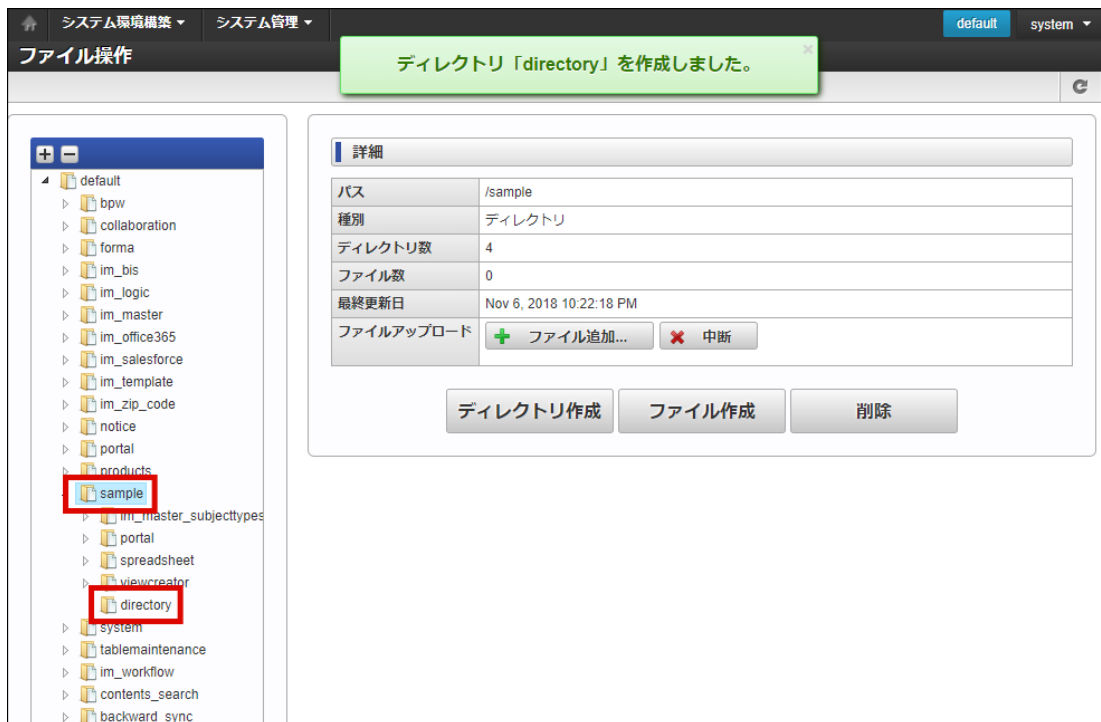 システム環境構築 システム管理 default system
ファイル操作
ディレクトリ「directory」を作成しました。
default
bpw
collaboration
forma
im_bis
im_logic
im_master
im_office365
im_salesforce
im_template
im_zip_code
notice
portal
products
sample
im_master_subjecttypes
portal
spreadsheet
viewcreator
directory
system
tablemaintenance
im_workflow
contents_search
backward_sync
詳細
パス /sample
種別 ディレクトリ
ディレクトリ数 4
ファイル数 0
最終更新日 Nov 6, 2018 10:22:18 PM
ファイルアップロード ファイル追加... 中断
ディレクトリ作成 ファイル作成 削除